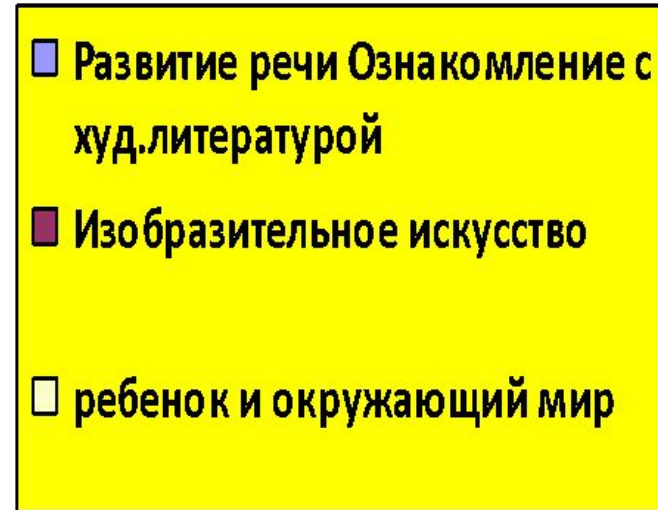 Развитие речи Ознакомление с
худ.литературой
Изобразительное искусство
ребенок и окружающий мир